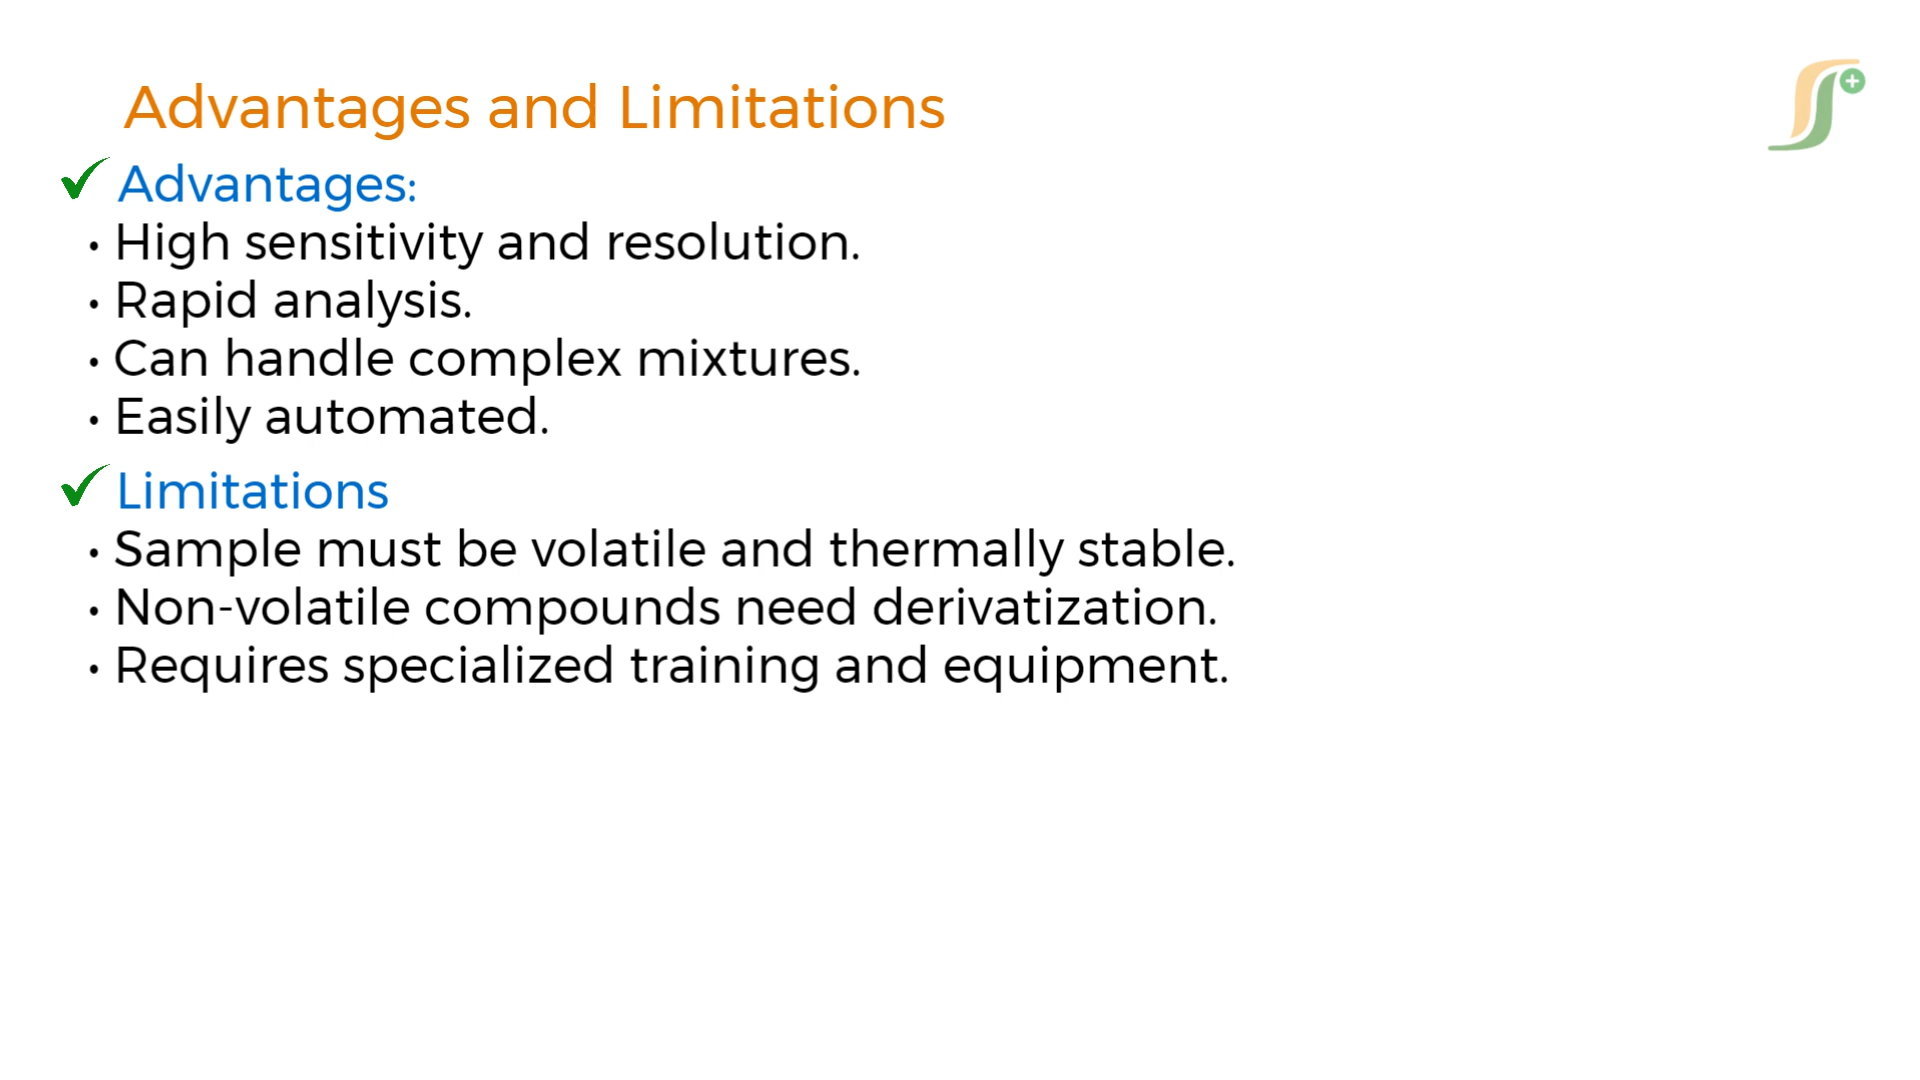 Advantages and Limitations
Advantages:
• High sensitivity and resolution.
• Rapid analysis.
• Can handle complex mixtures.
• Easily automated.
Limitations
• Sample must be volatile and thermally stable.
• Non-volatile compounds need derivatization.
• Requires specialized training and equipment.